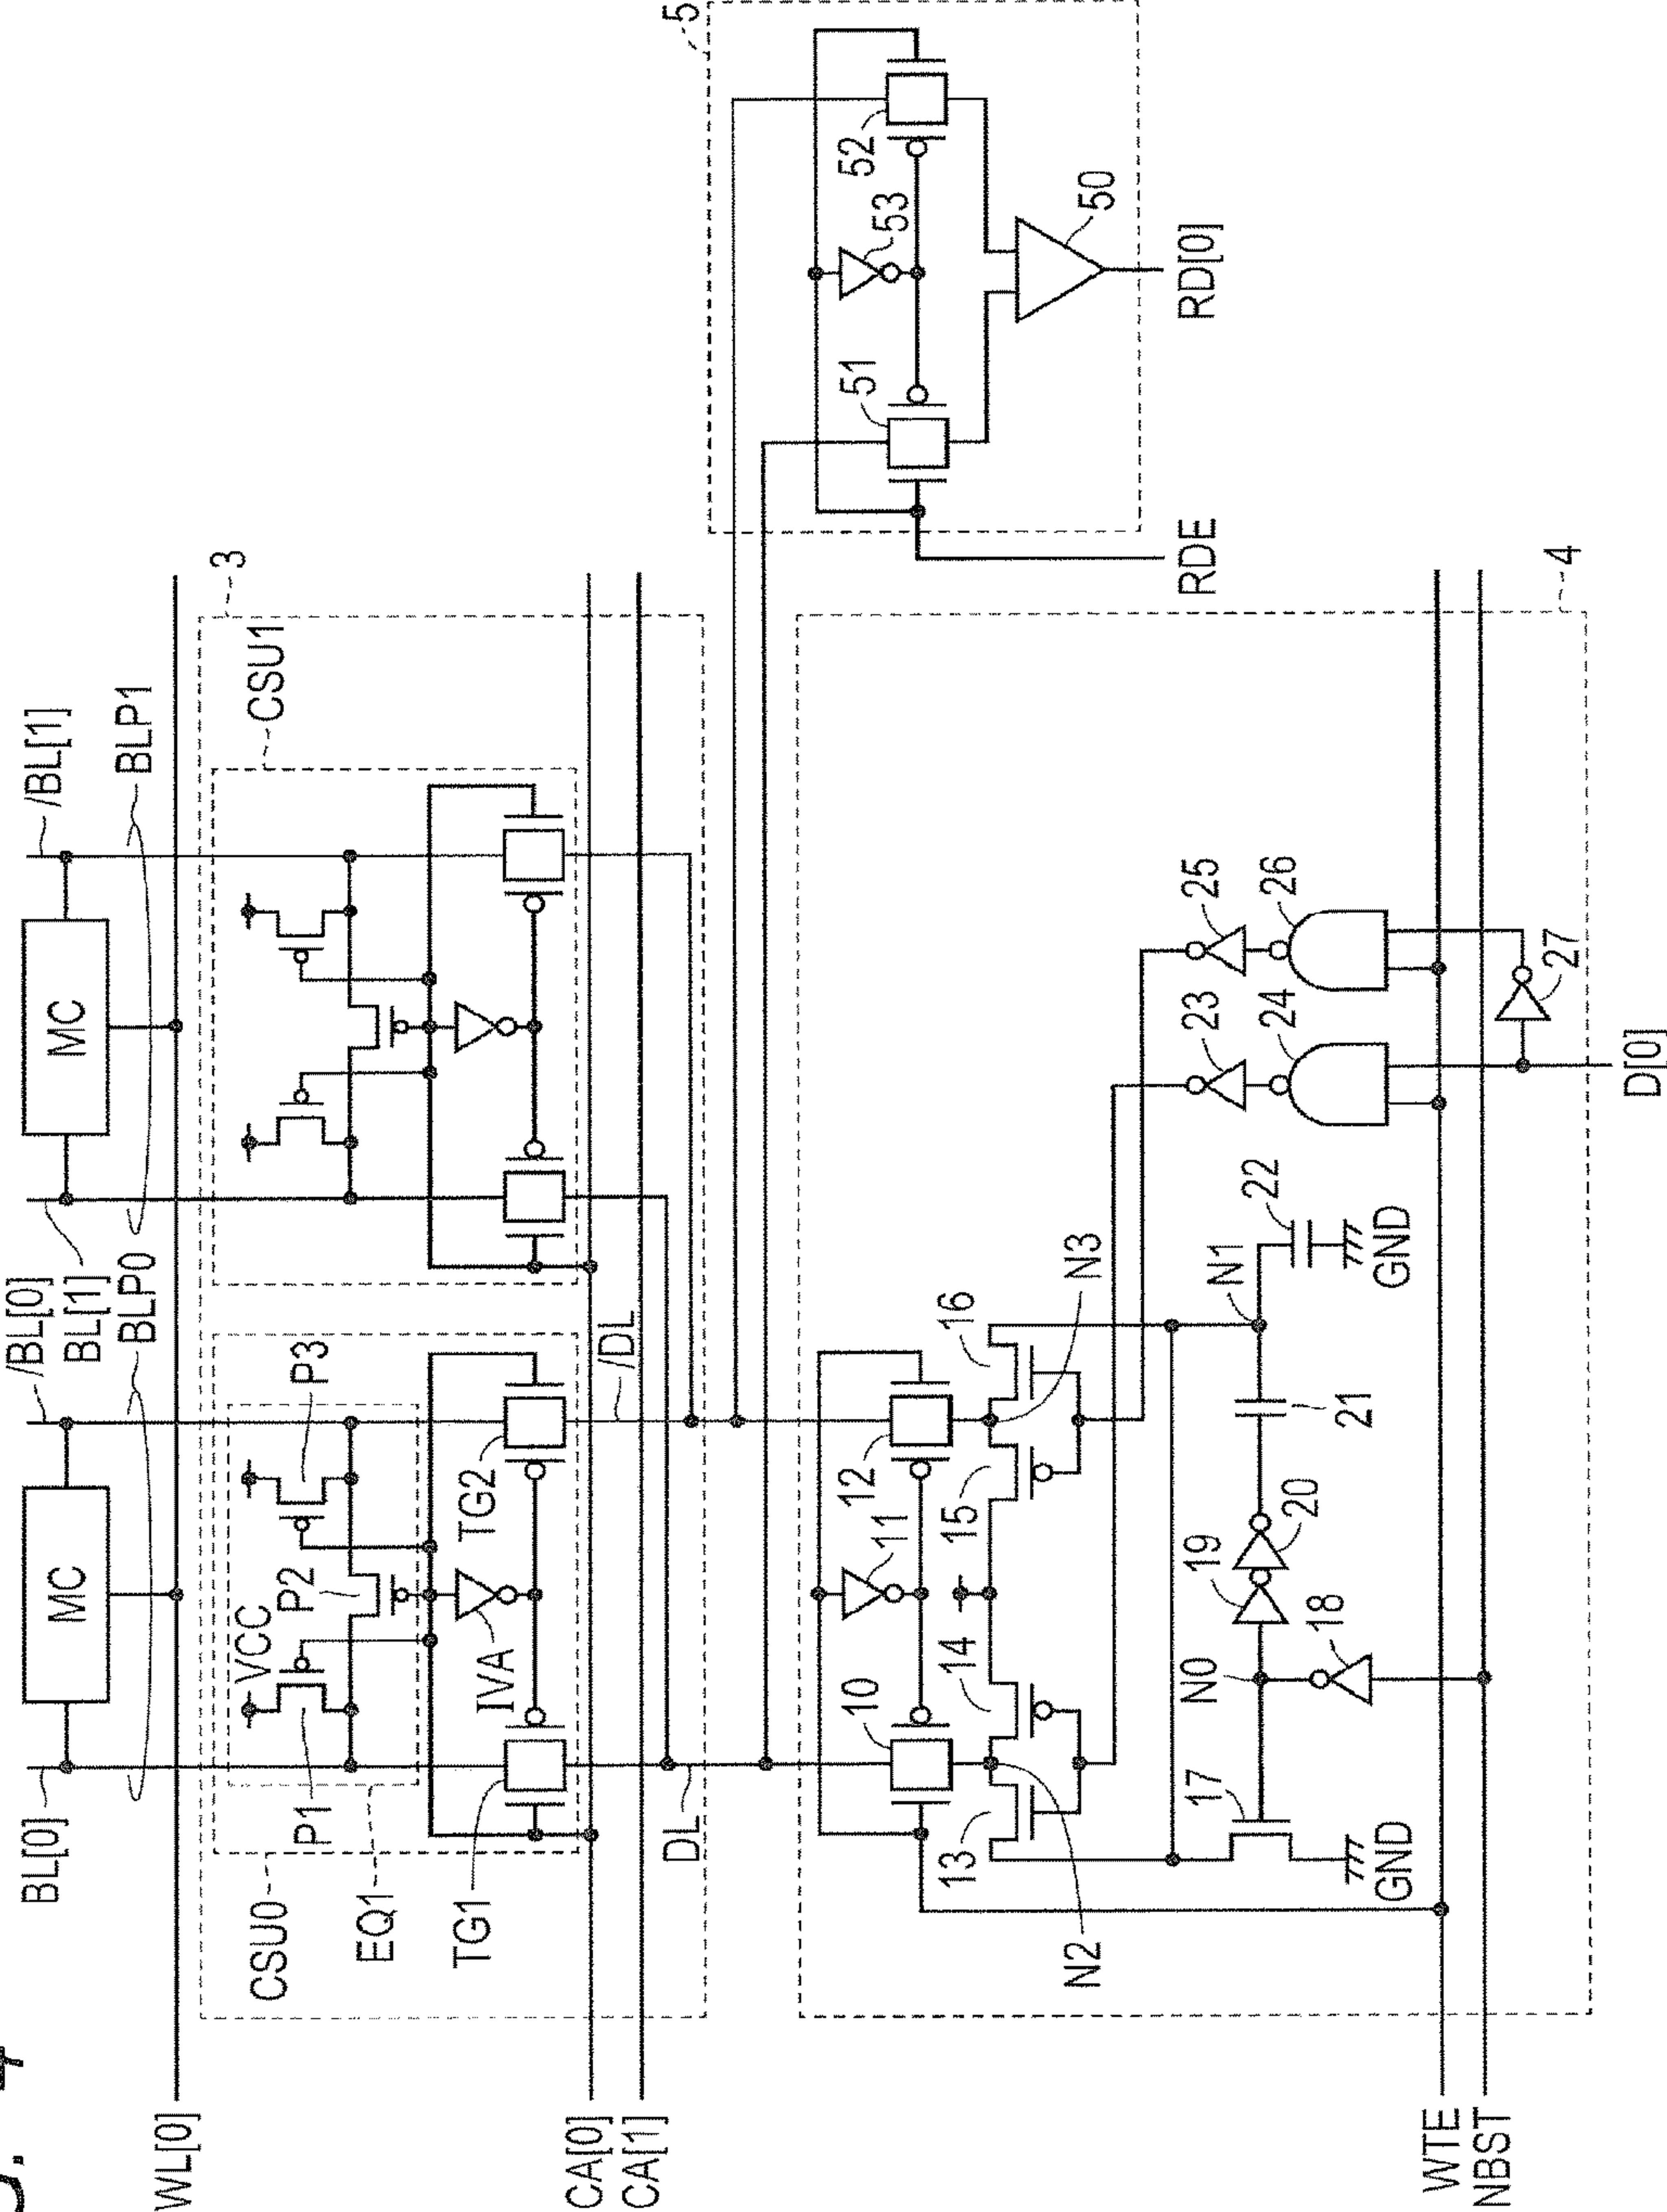 5
52
53
51
50
RD[0]
RDE
3
CSU1
/BL[1]
BLP1
MC
BL[1]
/BL[0]
BLP0
MC
BL[0]
WL[0]
VCC
P1
P2
P3
IVA
TG2
TG1
CSU0
EQ1
/DL
DL
CA[0]
CA[1]
4
10
11
12
13
14
15
16
N2
N3
17
GND
N0
18
19
20
21
N1
22
GND
23
24
25
26
27
D[0]
WTE
NBST